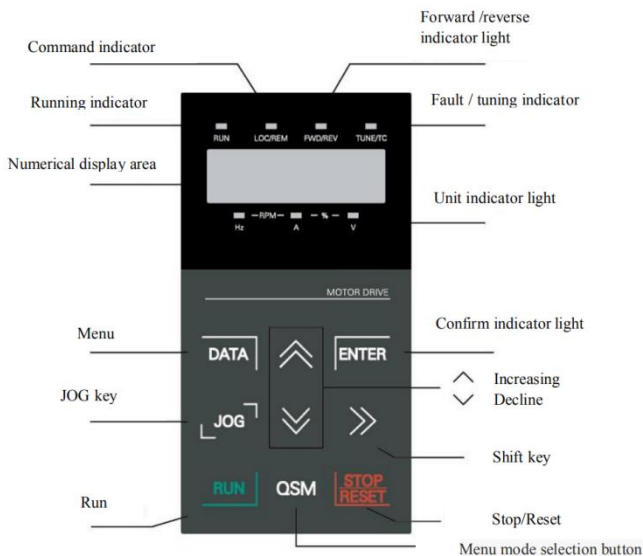 Forward /reverse
indicator light
Command indicator
Running indicator
Fault / tuning indicator
RUN LOC/REM FWD/REV TUNE/TC
Numerical display area
Unit indicator light
RPM %
Hz A V
MOTOR DRIVE
Confirm indicator light
Menu
DATA ENTER
Increasing
Decline
JOG key
JOG
Shift key
RUN QSM STOP
RESET
Run
Stop/Reset
Menu mode selection button